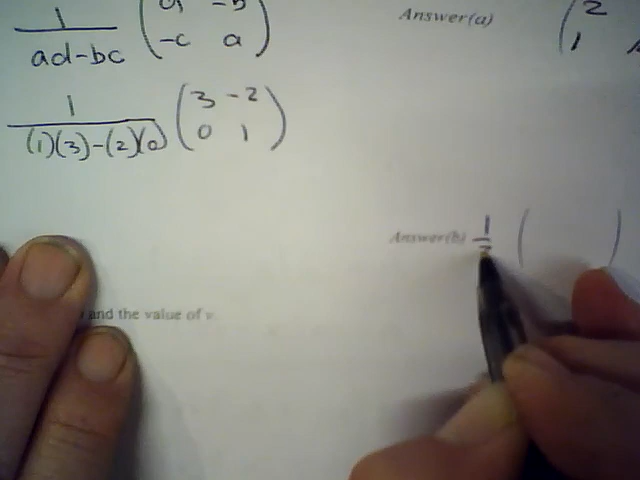 1
ad-bc
(d -b
-c a)
Answer(a)
(2
1
1
(1)(3)-(2)(0)
(3 -2
0 1)
Answer(b) 1
( )
and the value of v.